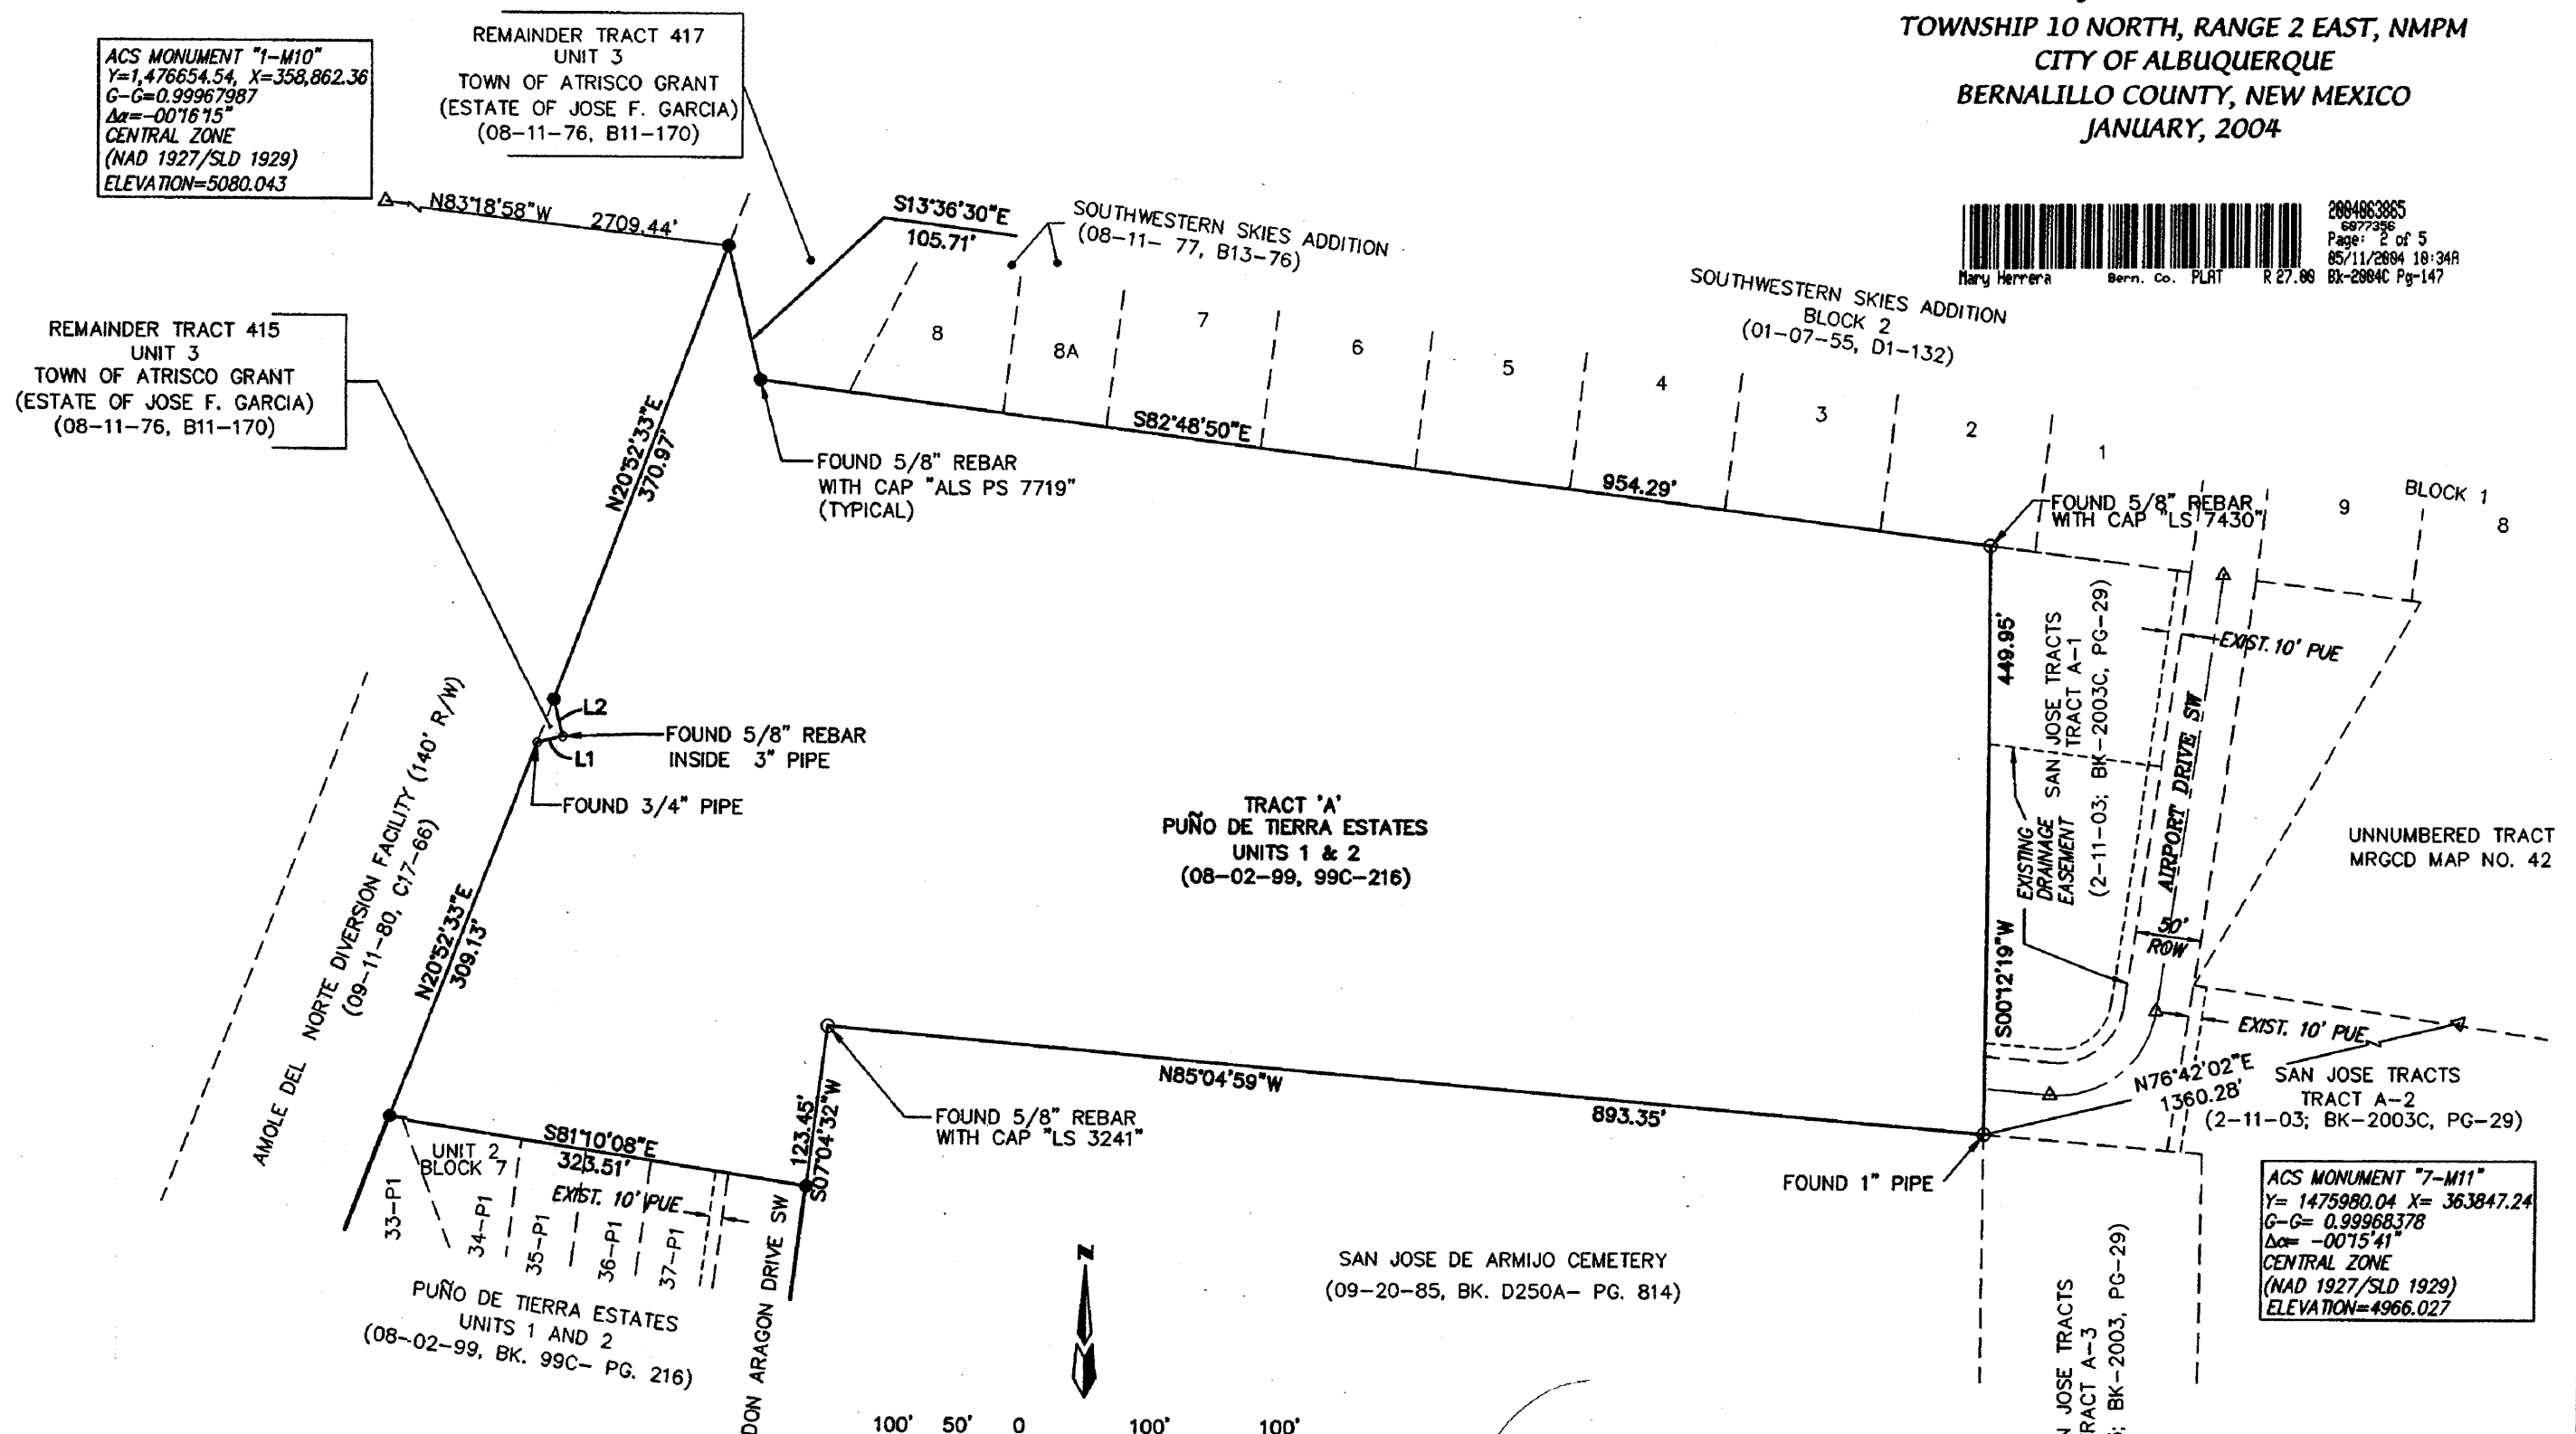 TOWNSHIP 10 NORTH, RANGE 2 EAST, NMPM
CITY OF ALBUQUERQUE
BERNALILLO COUNTY, NEW MEXICO
JANUARY, 2004
ACS MONUMENT "1-M10"
Y=1,476654.54, X=358,862.36
G-G=0.99967987
Δα=-00°16'15"
CENTRAL ZONE
(NAD 1927/SLD 1929)
ELEVATION=5080.043
REMAINDER TRACT 417
UNIT 3
TOWN OF ATRISCO GRANT
(ESTATE OF JOSE F. GARCIA)
(08-11-76, B11-170)
N83°18'58"W 2709.44'
S13°36'30"E
105.71'
SOUTHWESTERN SKIES ADDITION
(08-11- 77, B13-76)
2004063865
6077356
Page: 2 of 5
05/11/2004 10:34A
Mary Herrera Bern. Co. PLAT R 27.00 Bk-2004C Pg-147
SOUTHWESTERN SKIES ADDITION
BLOCK 2
(01-07-55, D1-132)
8
8A
7
6
5
4
3
2
1
9
BLOCK 1
8
REMAINDER TRACT 415
UNIT 3
TOWN OF ATRISCO GRANT
(ESTATE OF JOSE F. GARCIA)
(08-11-76, B11-170)
N20°52'33"E
370.97'
S82°48'50"E
954.29'
FOUND 5/8" REBAR
WITH CAP "ALS PS 7719"
(TYPICAL)
FOUND 5/8" REBAR
WITH CAP "LS 7430"
449.95'
S00°12'19"W
SAN JOSE TRACTS
TRACT A-1
(2-11-03; BK-2003C, PG-29)
EXIST. 10' PUE
AIRPORT DRIVE SW
EXISTING
DRAINAGE
EASEMENT
50'
ROW
UNNUMBERED TRACT
MRGCD MAP NO. 42
L2
L1
FOUND 5/8" REBAR
INSIDE 3" PIPE
FOUND 3/4" PIPE
AMOLE DEL NORTE DIVERSION FACILITY (140' R/W)
(09-11-80, C17-66)
TRACT 'A'
PUÑO DE TIERRA ESTATES
UNITS 1 & 2
(08-02-99, 99C-216)
N20°52'33"E
309.13'
N85°04'59"W
893.35'
FOUND 5/8" REBAR
WITH CAP "LS 3241"
123.45'
S07°04'32"W
EXIST. 10' PUE
N76°42'02"E
1360.28'
SAN JOSE TRACTS
TRACT A-2
(2-11-03; BK-2003C, PG-29)
FOUND 1" PIPE
S81°10'08"E
323.51'
UNIT 2
BLOCK 7
EXIST. 10' PUE
33-P1
34-P1
35-P1
36-P1
37-P1
PUÑO DE TIERRA ESTATES
UNITS 1 AND 2
(08-02-99, BK. 99C- PG. 216)
DON ARAGON DRIVE SW
N
SAN JOSE DE ARMIJO CEMETERY
(09-20-85, BK. D250A- PG. 814)
ACS MONUMENT "7-M11"
Y= 1475980.04 X= 363847.24
G-G= 0.99968378
Δα= -00°15'41"
CENTRAL ZONE
(NAD 1927/SLD 1929)
ELEVATION=4966.027
N JOSE TRACTS
TRACT A-3
; BK-2003, PG-29)
100' 50' 0 100' 100'